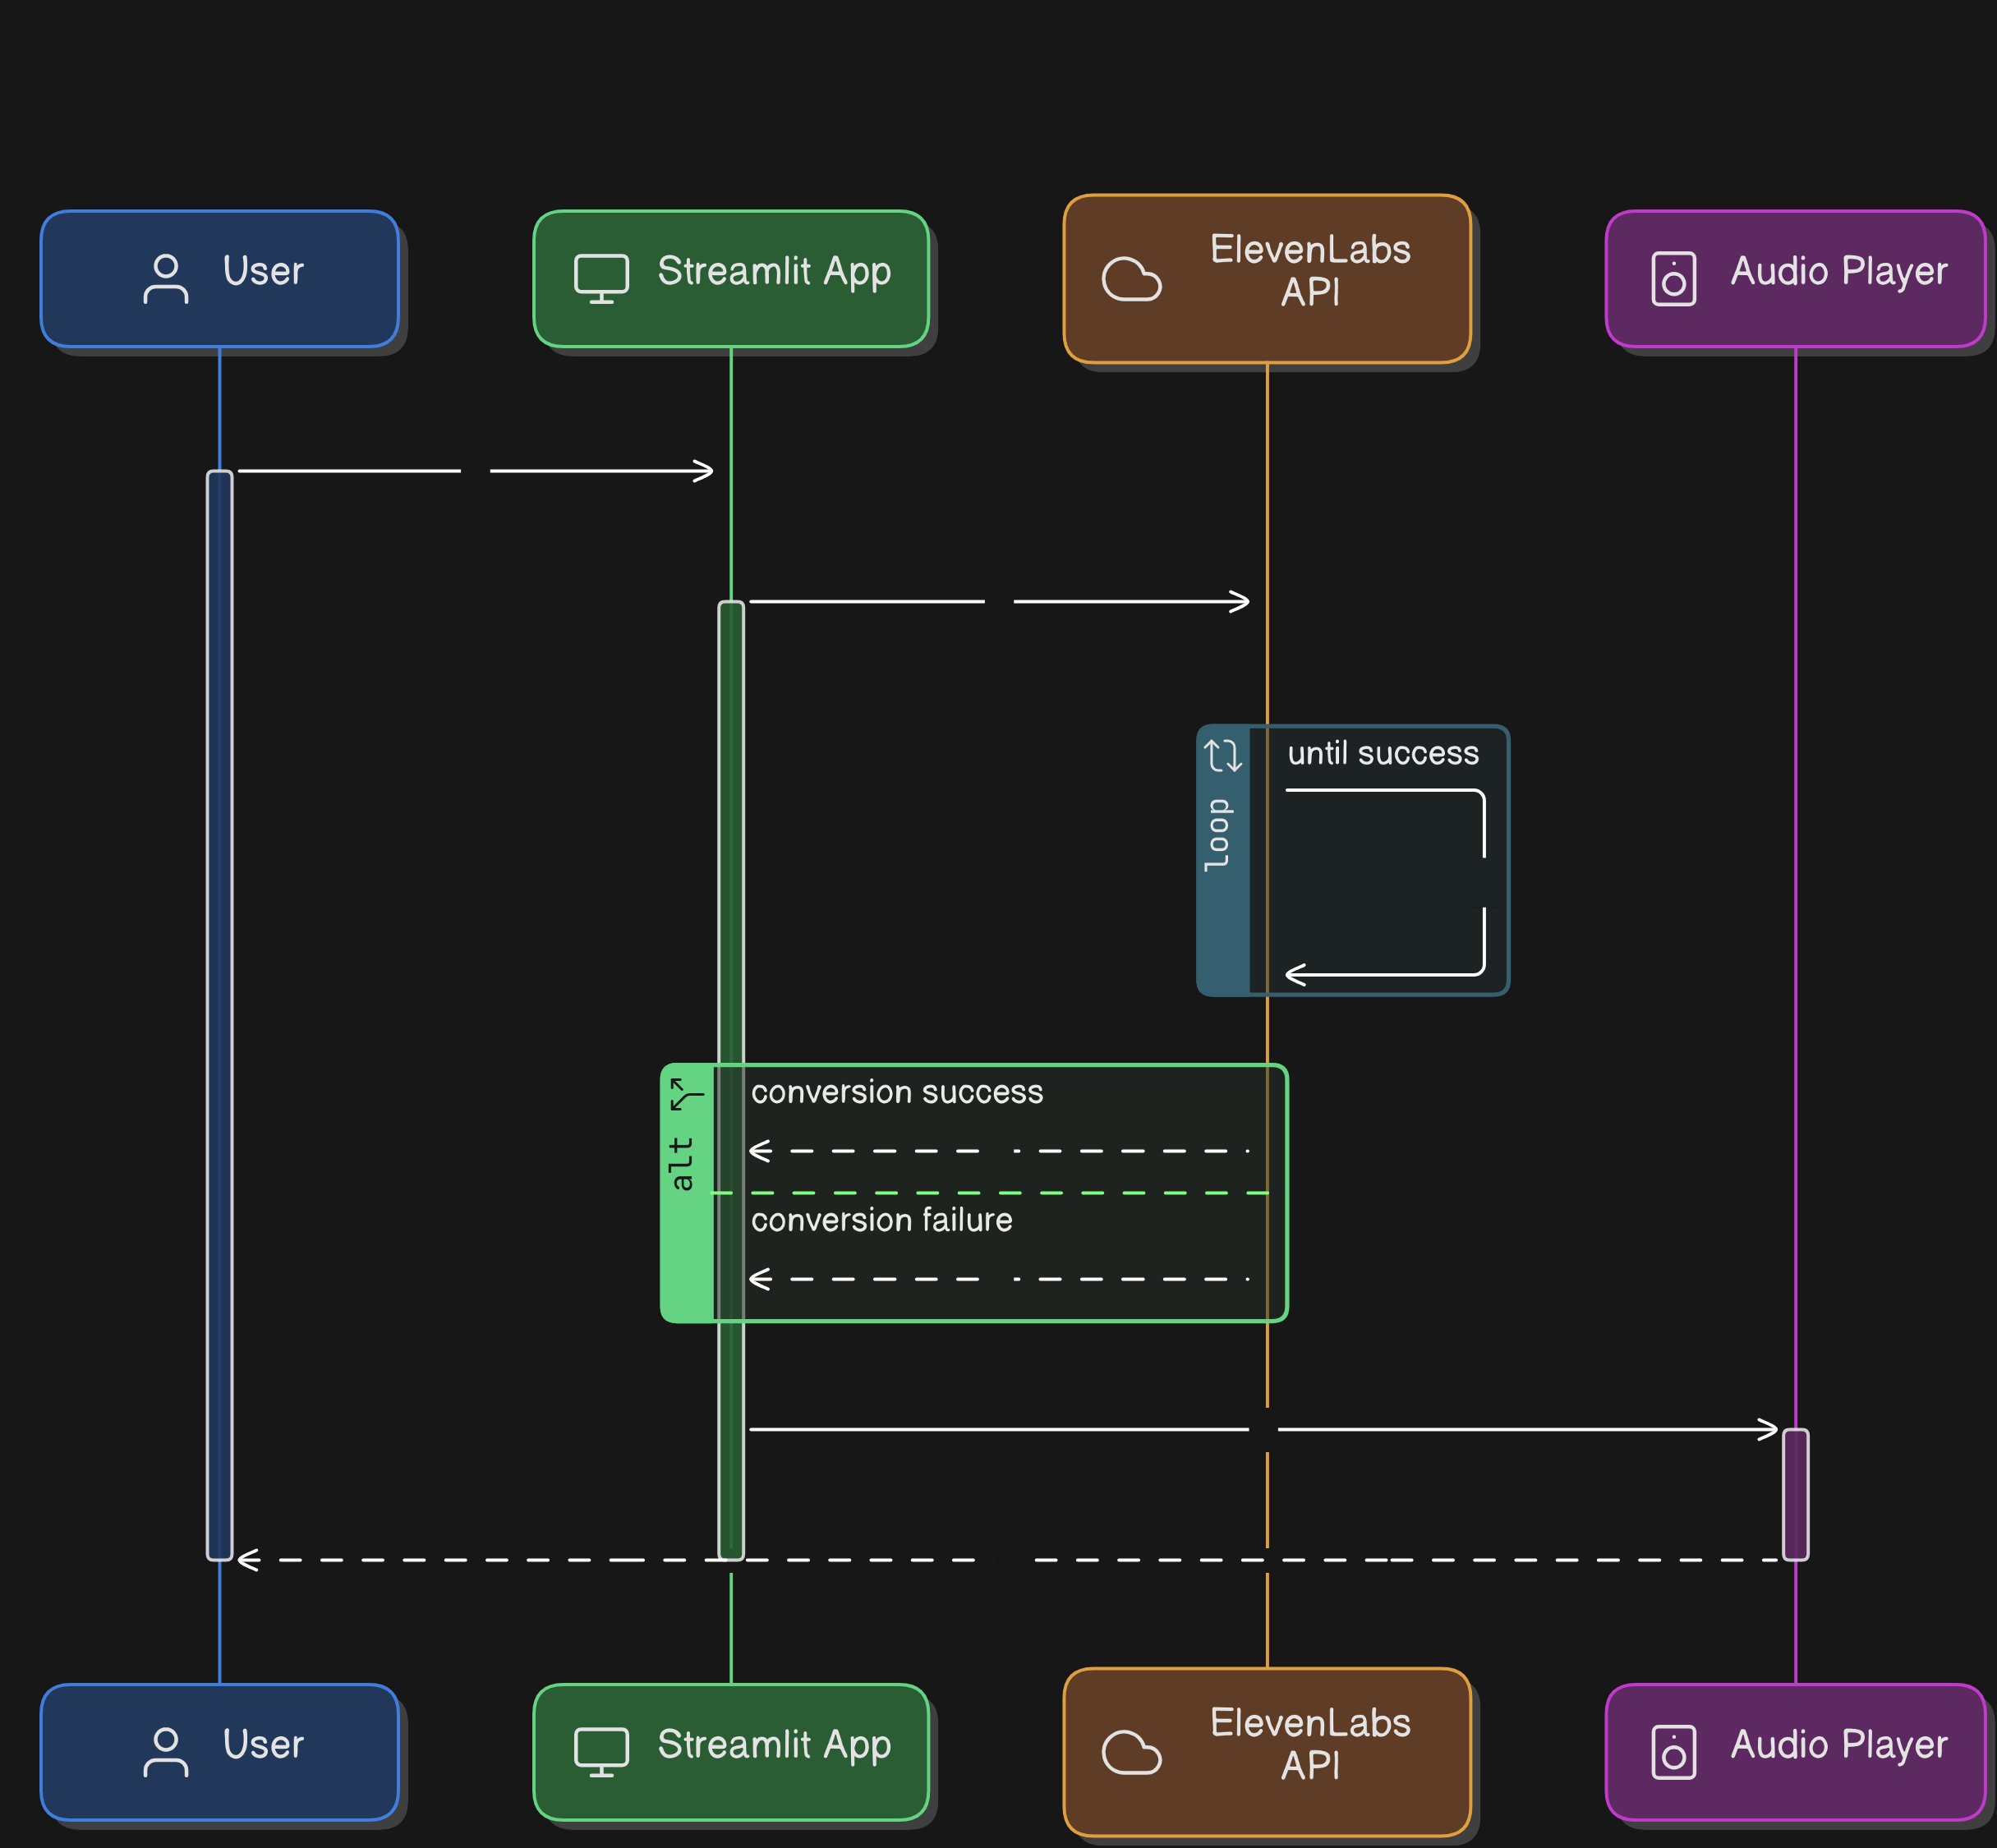 User
Streamlit App
ElevenLabs
API
Audio Player
until success
loop
conversion success
alt
conversion failure
User
Streamlit App
ElevenLabs
API
Audio Player